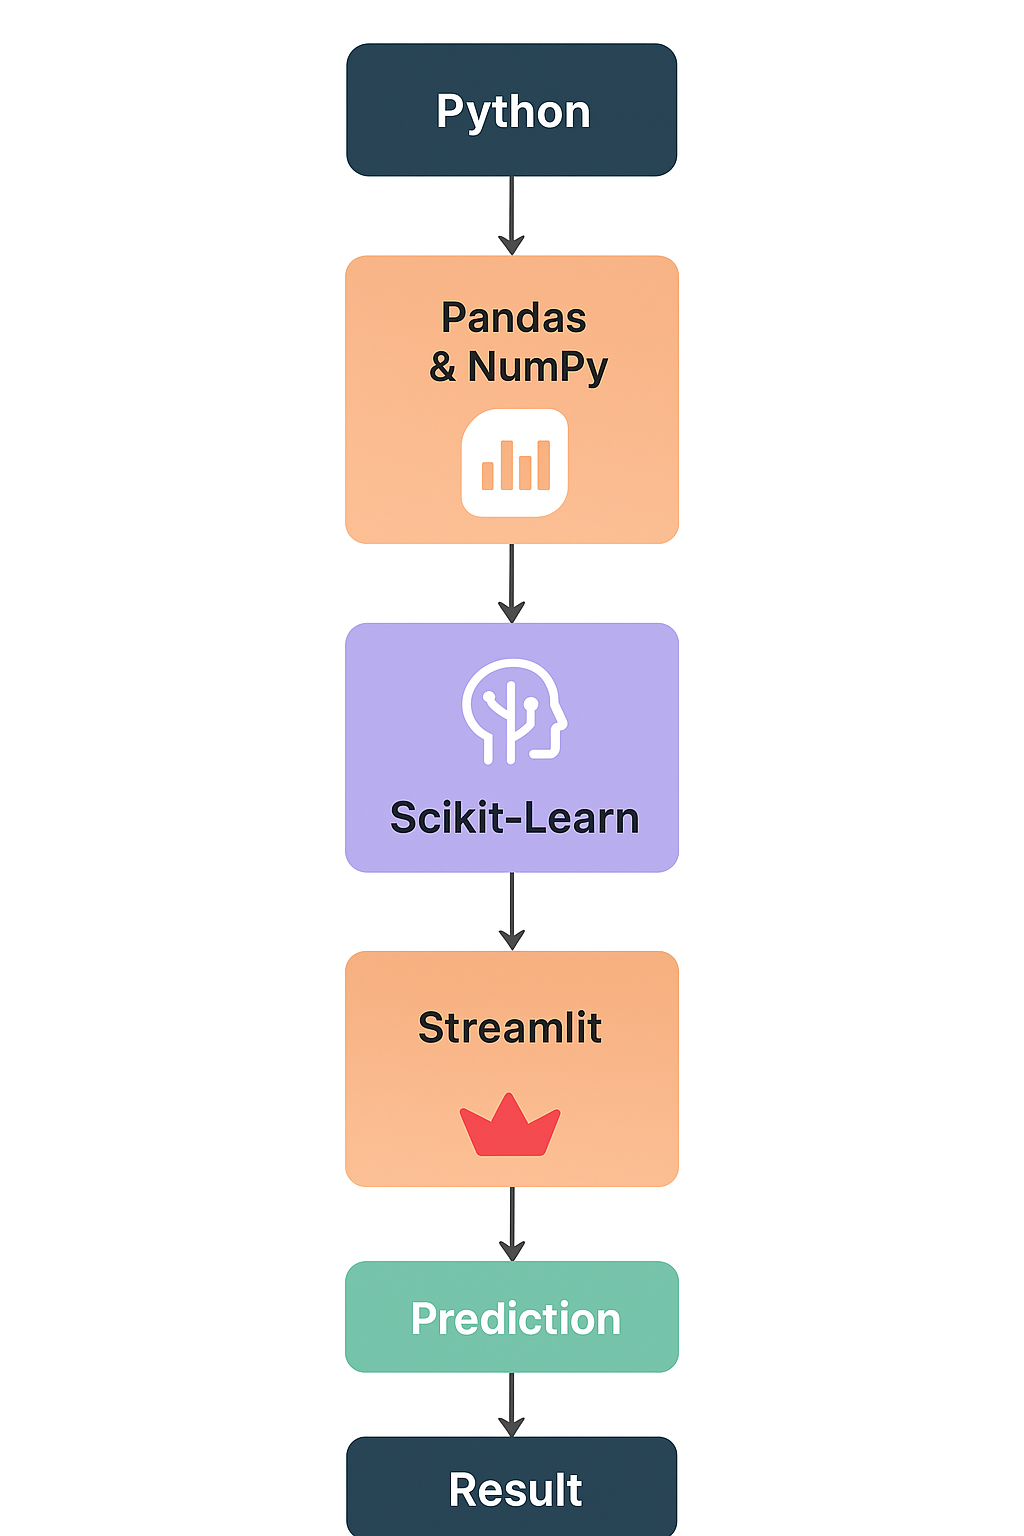 Python
Pandas
& NumPy
Scikit-Learn
Streamlit
Prediction
Result